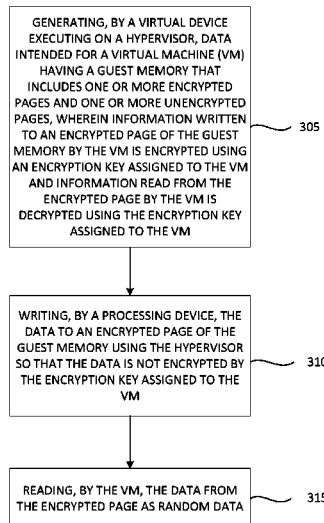 GENERATING, BY A VIRTUAL DEVICE
EXECUTING ON A HYPERVISOR, DATA
INTENDED FOR A VIRTUAL MACHINE (VM)
HAVING A GUEST MEMORY THAT
INCLUDES ONE OR MORE ENCRYPTED
PAGES AND ONE OR MORE UNENCRYPTED
PAGES, WHEREIN INFORMATION WRITTEN
TO AN ENCRYPTED PAGE OF THE GUEST
MEMORY BY THE VM IS ENCRYPTED USING
AN ENCRYPTION KEY ASSIGNED TO THE VM
AND INFORMATION READ FROM THE
ENCRYPTED PAGE BY THE VM IS
DECRYPTED USING THE ENCRYPTION KEY
ASSIGNED TO THE VM
305
WRITING, BY A PROCESSING DEVICE, THE
DATA TO AN ENCRYPTED PAGE OF THE
GUEST MEMORY USING THE HYPERVISOR
SO THAT THE DATA IS NOT ENCRYPTED BY
THE ENCRYPTION KEY ASSIGNED TO THE
VM
310
READING, BY THE VM, THE DATA FROM
THE ENCRYPTED PAGE AS RANDOM DATA
315